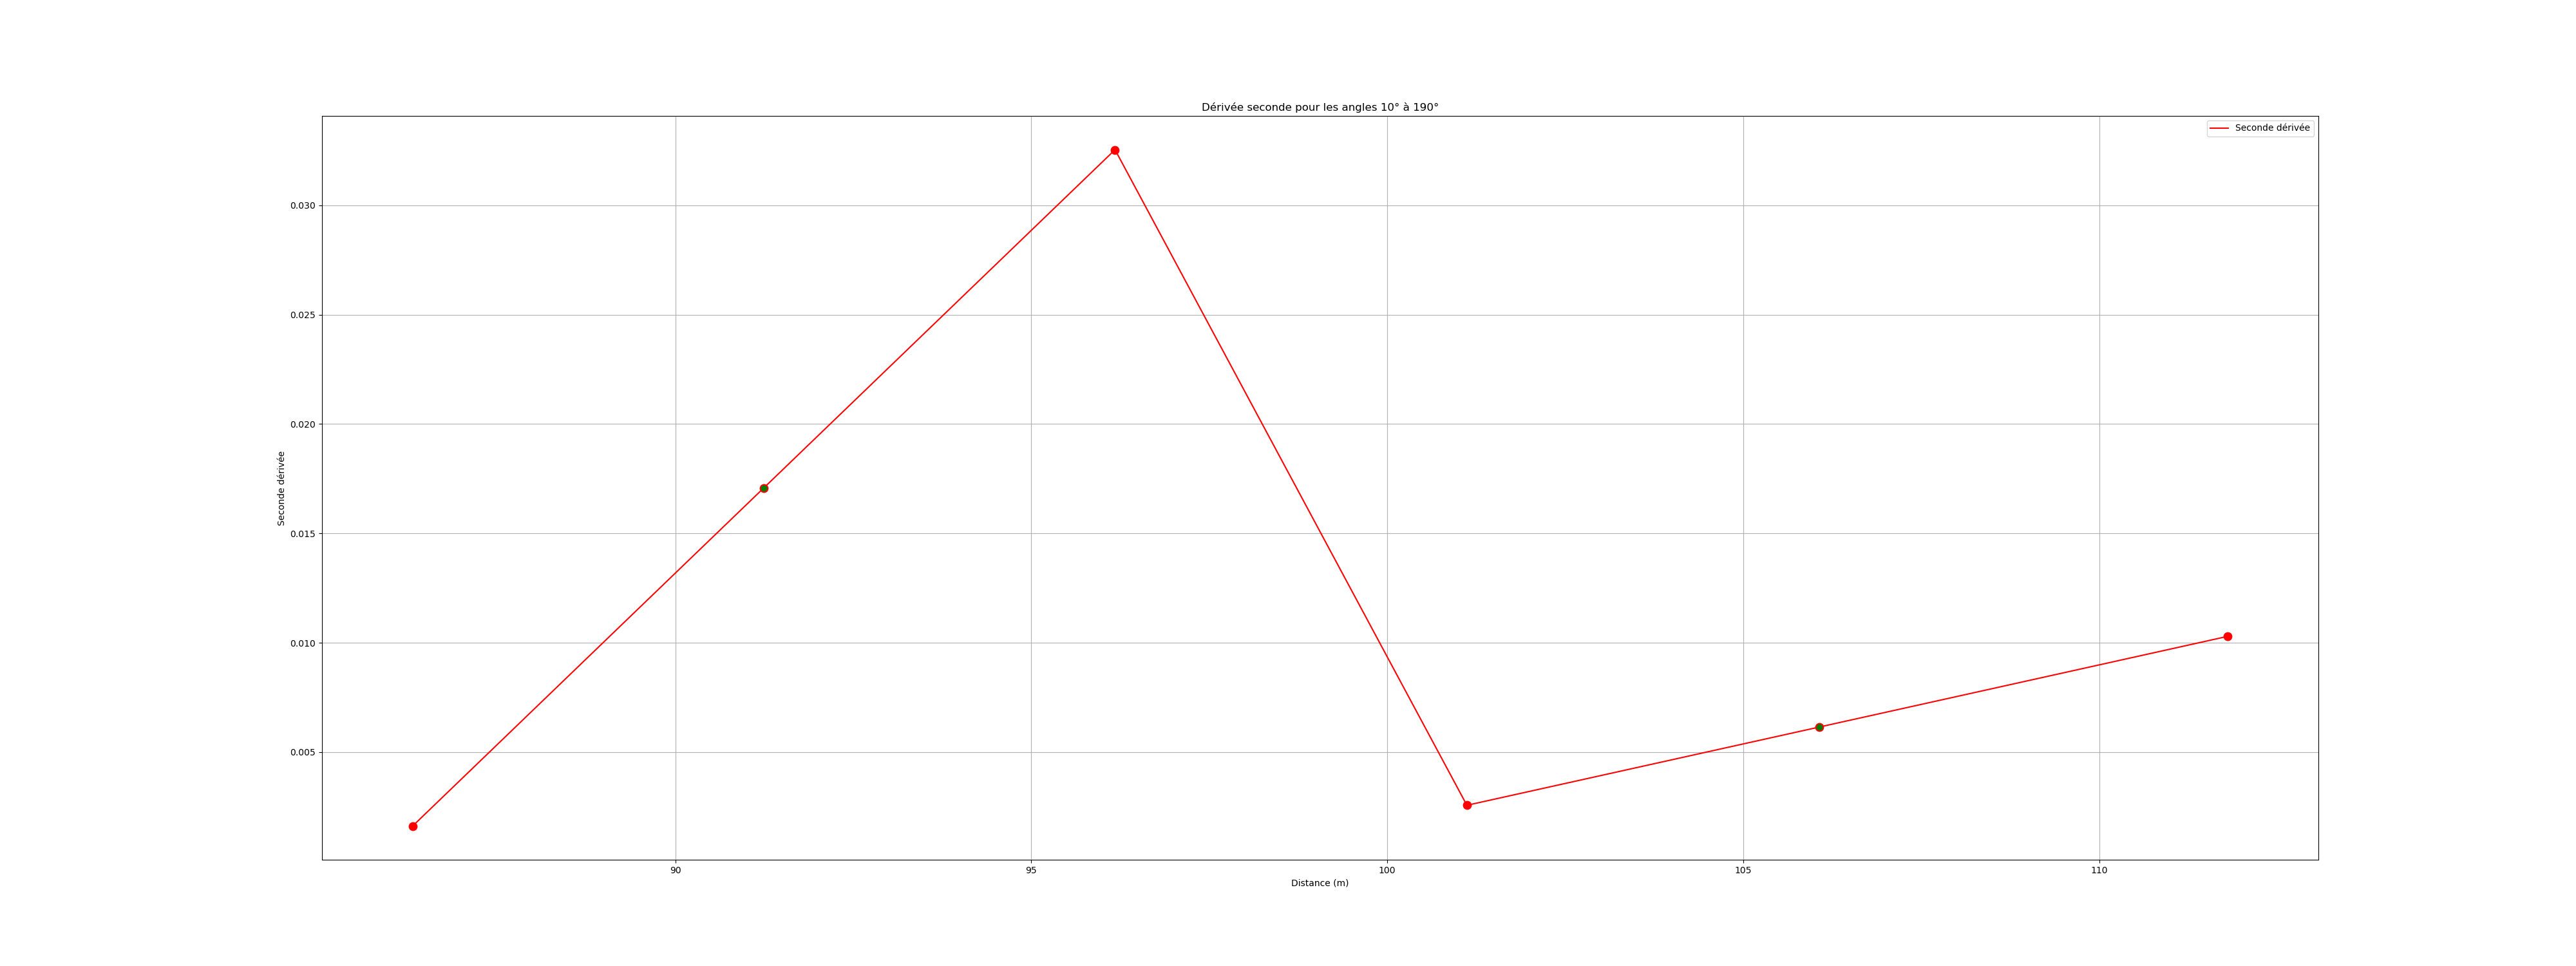 Dérivée seconde pour les angles 10° à 190°
Seconde dérivée
0.030
0.025
0.020
0.015
0.010
0.005
Seconde dérivée
90
95
100
105
110
Distance (m)